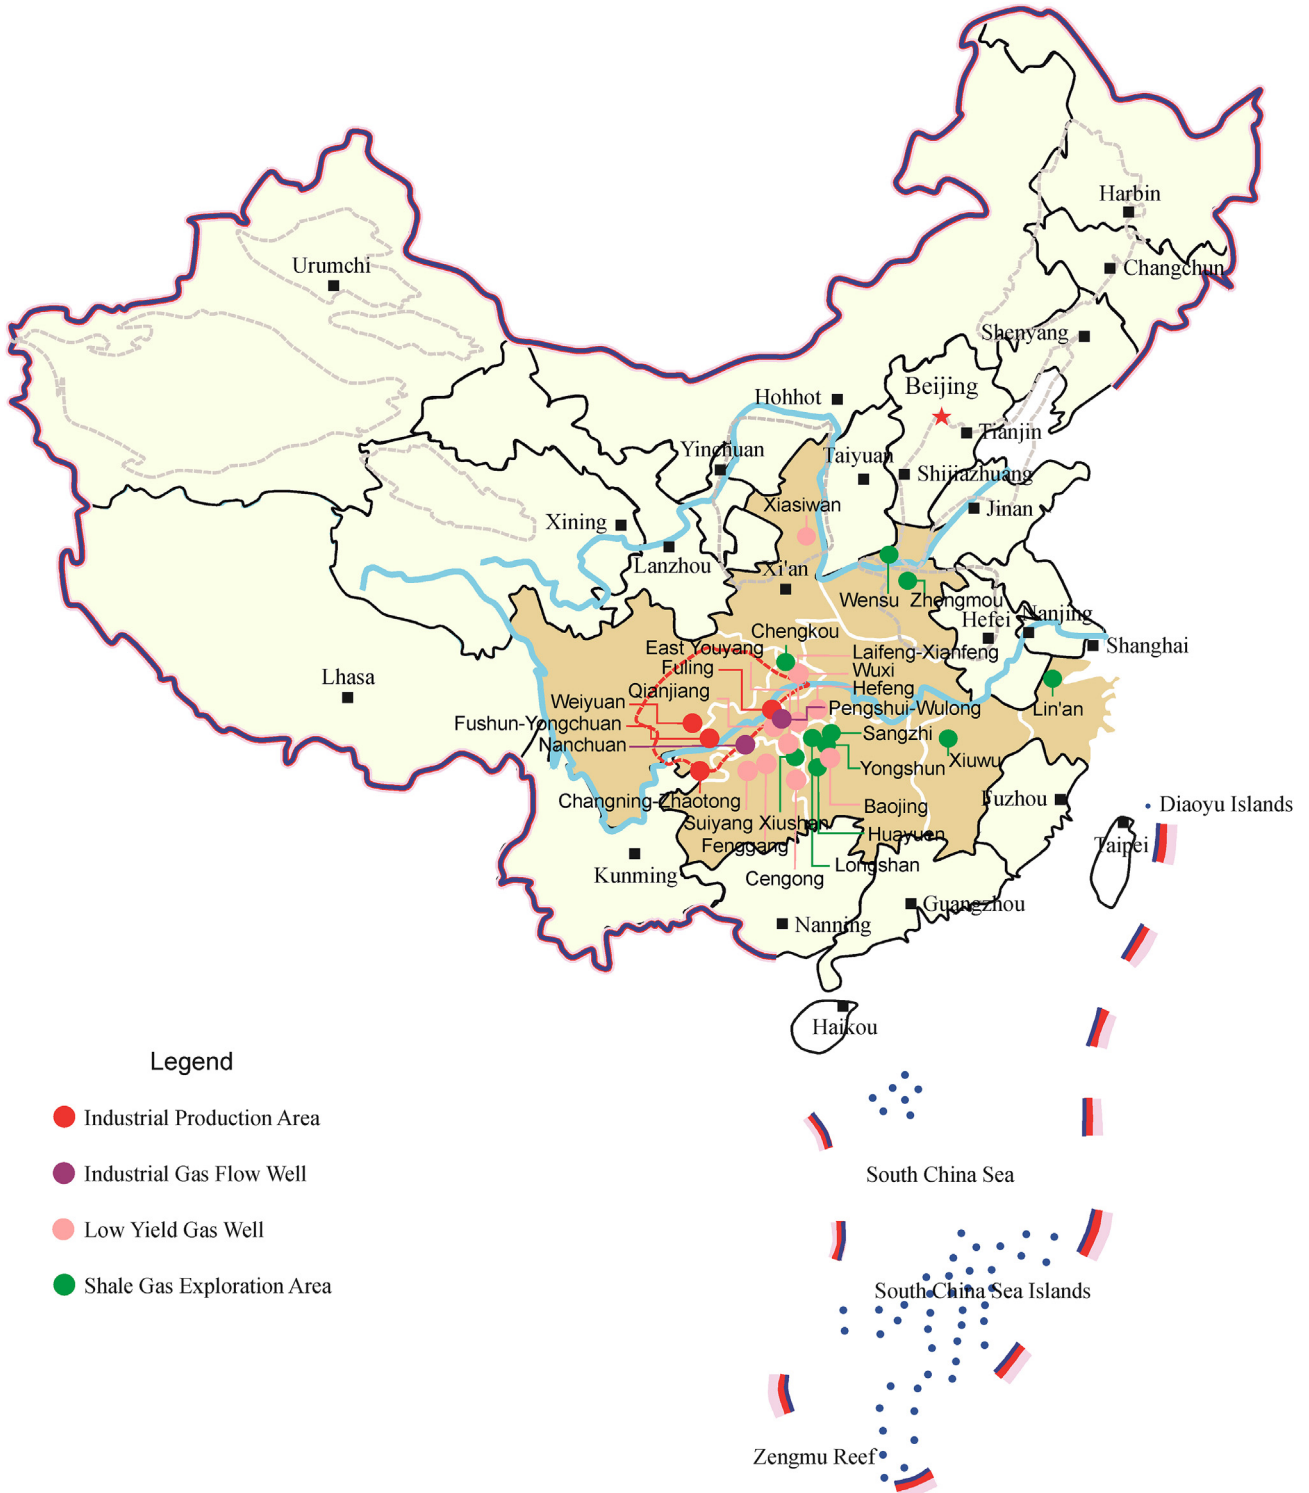 Harbin
Changchun
Urumchi
Shenyang
Beijing
Hohhot
Tianjin
Yinchuan
Taiyuan
Shijiazhuang
Xiasiwan
Jinan
Xining
Lanzhou
Xi'an
Wensu
Zhengmou
Nanjing
Hefei
Chengkou
Shanghai
East Youyang
Laifeng-Xianfeng
Fuling
Wuxi
Lhasa
Qianjiang
Hefeng
Weiyuan
Pengshui-Wulong
Lin'an
Fushun-Yongchuan
Sangzhi
Nanchuan
Xiuwu
Yongshun
Changning-Zhaotong
Fuzhou
Diaoyu Islands
Baojing
Suiyang
Xiushan
Huayuen
Taipei
Fenggang
Longshan
Kunming
Cengong
Guangzhou
Nanning
Haikou
Legend
Industrial Production Area
Industrial Gas Flow Well
South China Sea
Low Yield Gas Well
Shale Gas Exploration Area
South China Sea Islands
Zengmu Reef